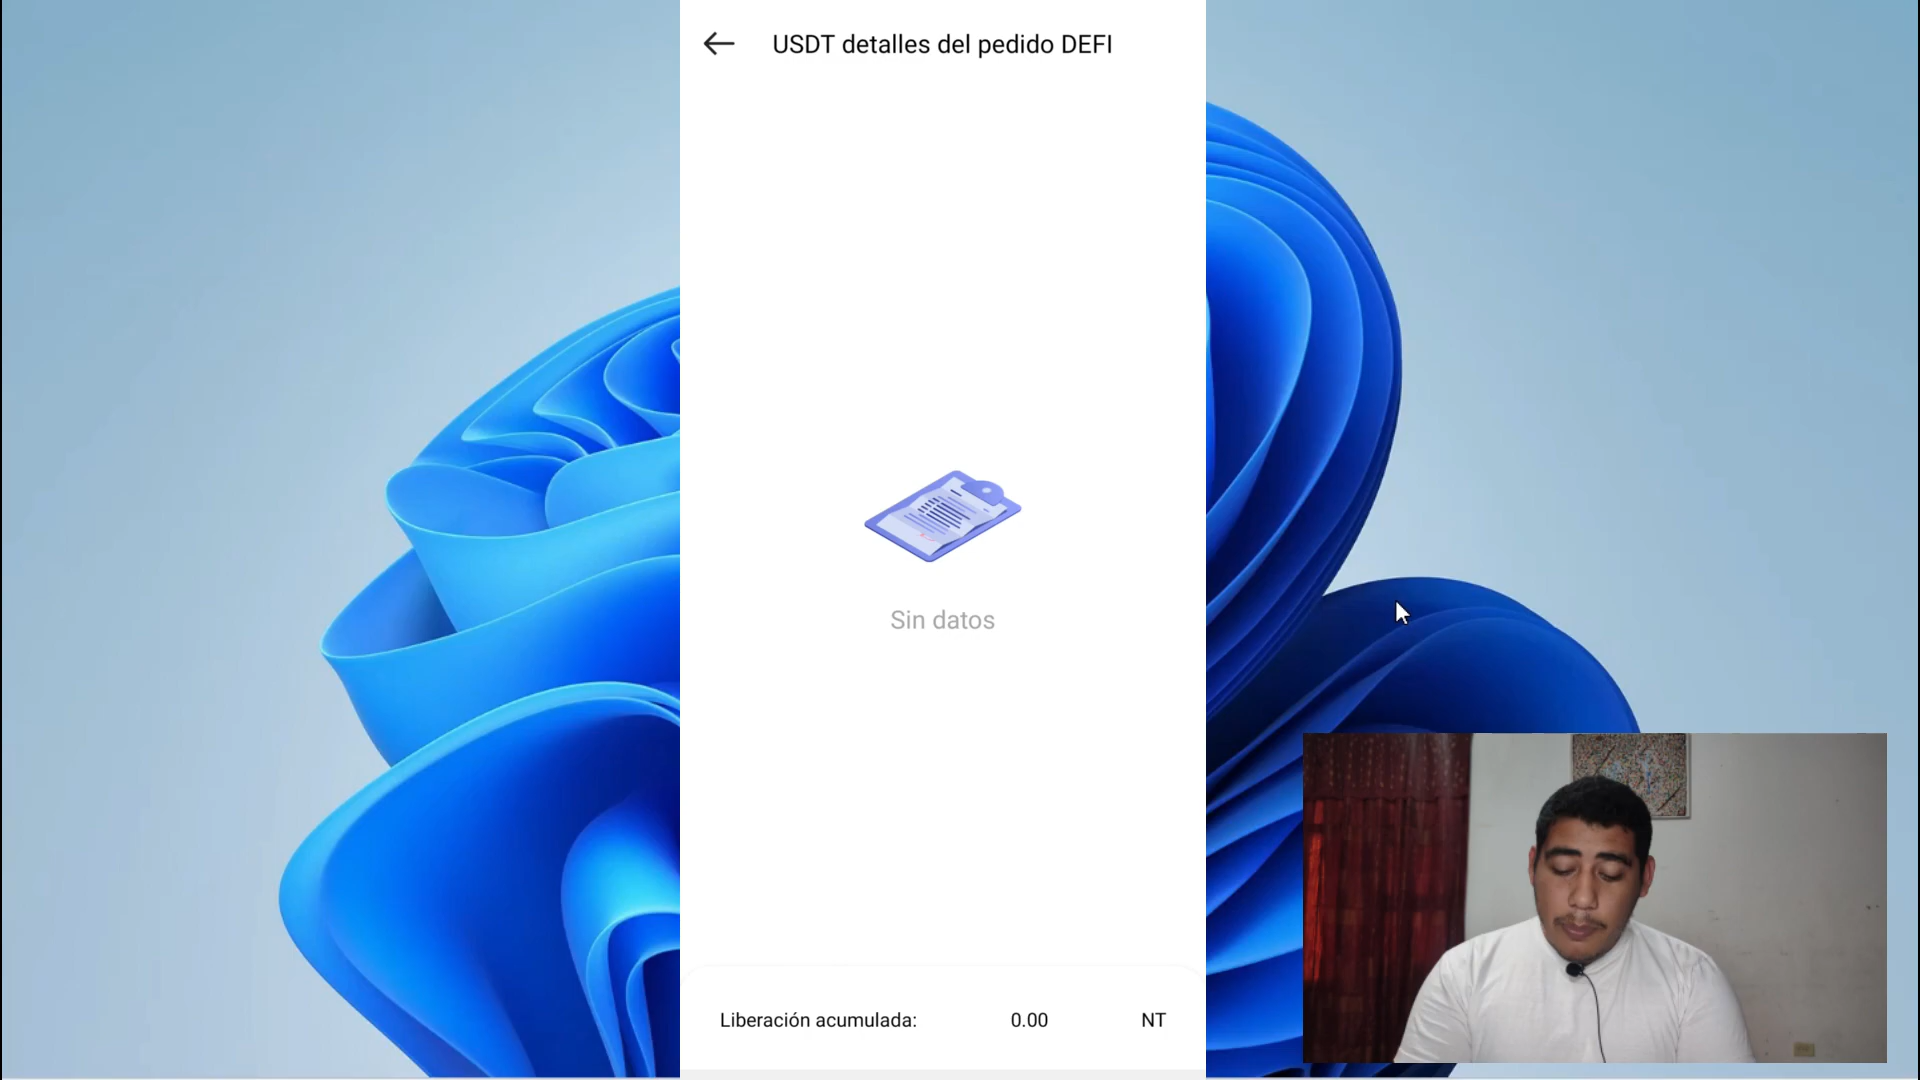 USDT detalles del pedido DEFI
Sin datos
Liberación acumulada: 0.00 NT